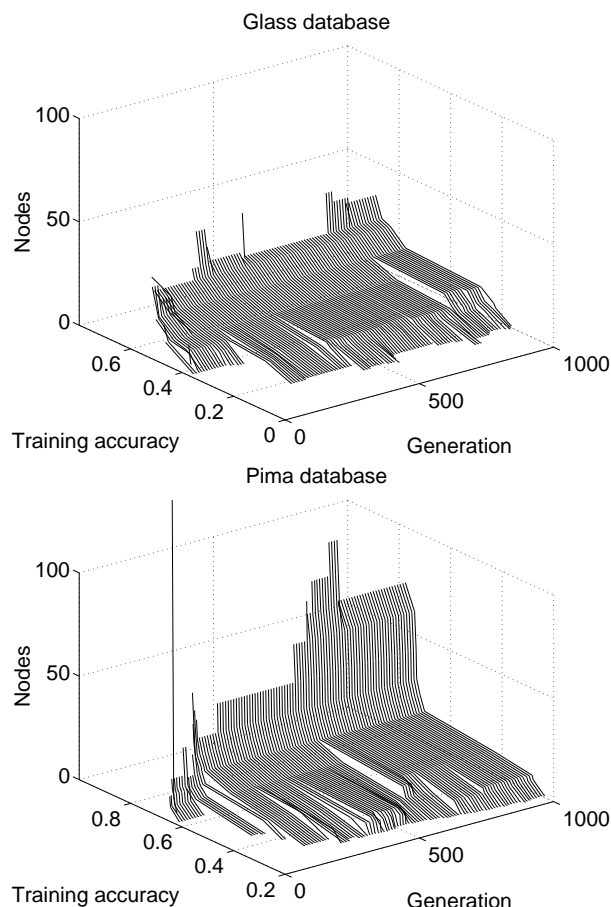 Glass database
100
50
0
Nodes
0.6
0.4
0.2
0
0
500
1000
Training accuracy
Generation
Pima database
100
50
0
Nodes
0.8
0.6
0.4
0.2
0
500
1000
Training accuracy
Generation